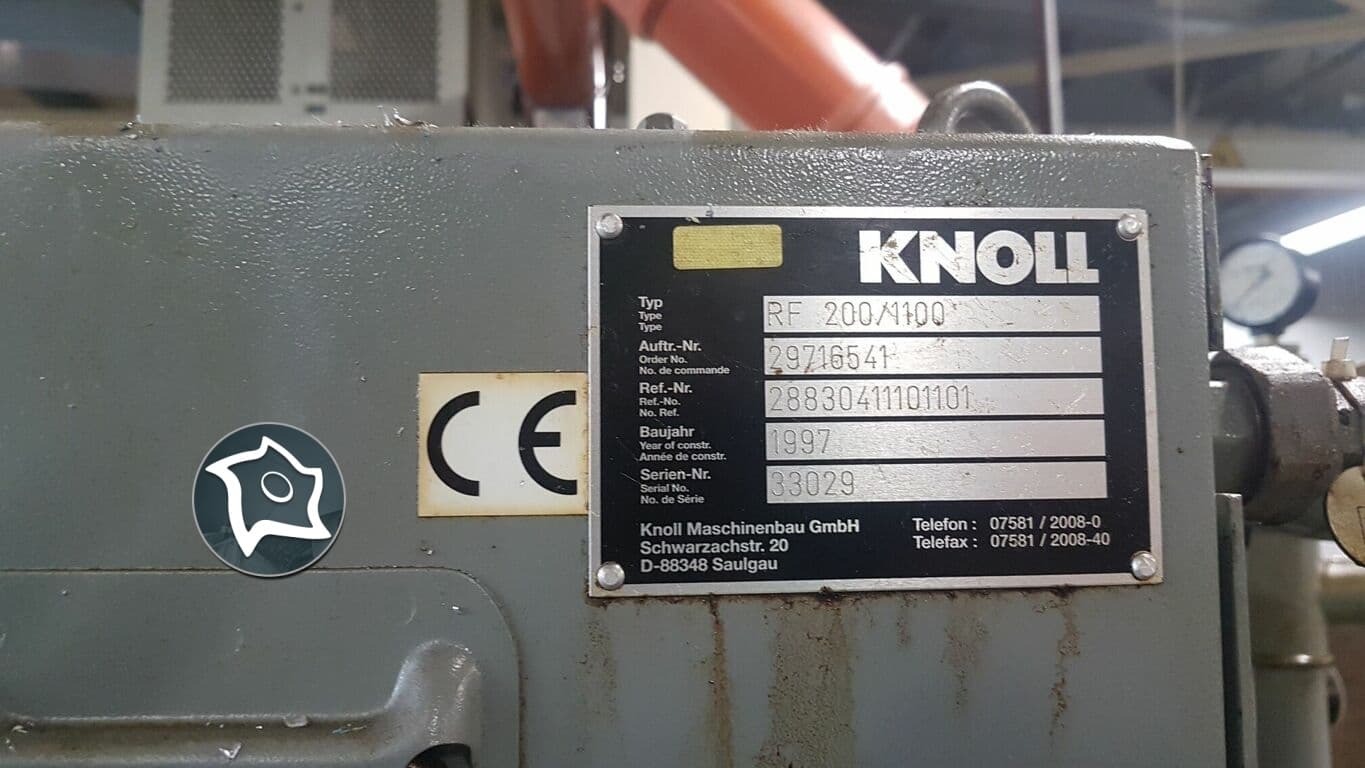 KNOLL
Typ
Type
Type
RF 200/1100
Auftr.-Nr.
Order No.
No. de commande
29716541
Ref.-Nr.
Ref.-No.
No. Ref.
28830411101101
Baujahr
Year of constr.
Année de constr.
1997
Serien-Nr.
Serial No.
No. de Série
33029
CE
Knoll Maschinenbau GmbH
Schwarzachstr. 20
D-88348 Saulgau
Telefon : 07581 / 2008-0
Telefax : 07581 / 2008-40